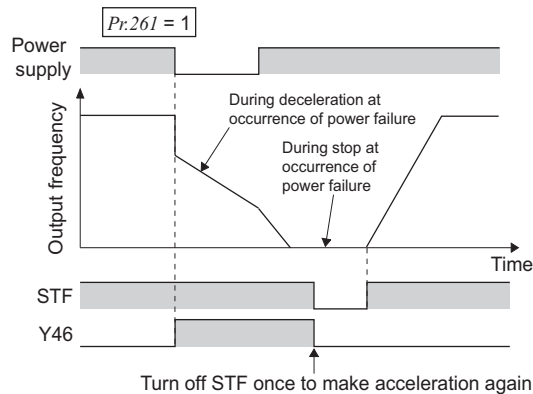 Pr.261 = 1
Power
supply
Output frequency
During deceleration at
occurrence of power failure
During stop at
occurrence of
power failure
Time
STF
Y46
Turn off STF once to make acceleration again